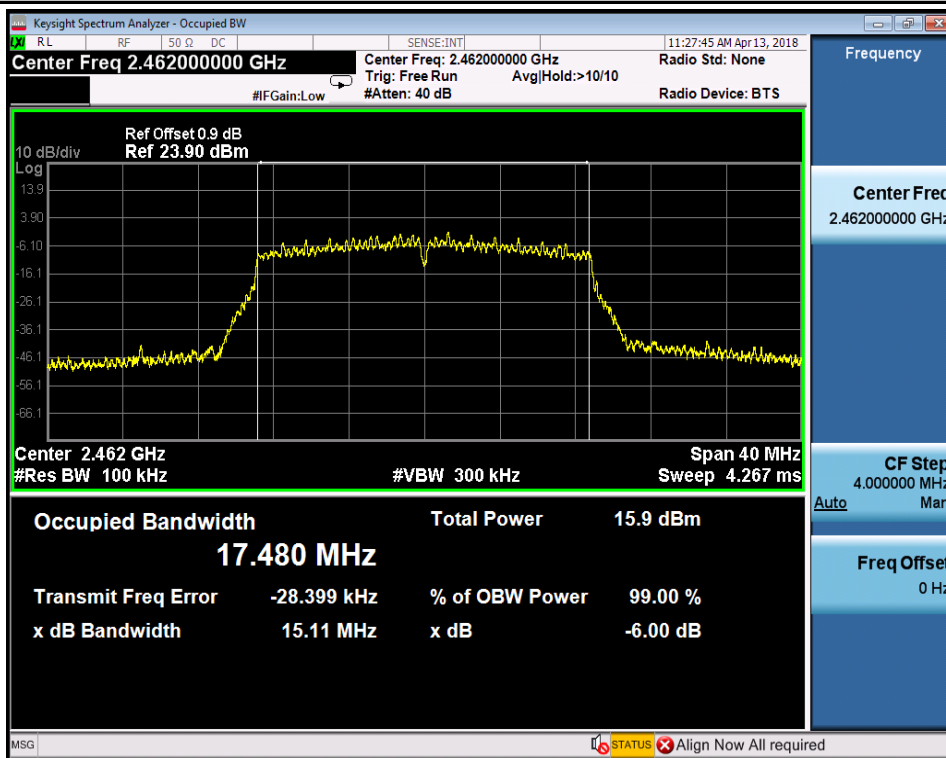 Keysight Spectrum Analyzer - Occupied BW
LXI RL RF 50 Ω DC SENSE:INT 11:27:45 AM Apr 13, 2018
Center Freq 2.462000000 GHz
Center Freq: 2.462000000 GHz Radio Std: None
Trig: Free Run Avg|Hold:>10/10
#IFGain:Low #Atten: 40 dB Radio Device: BTS
Ref Offset 0.9 dB
10 dB/div Ref 23.90 dBm
Log
13.9
3.90
-6.10
-16.1
-26.1
-36.1
-46.1
-56.1
-66.1
Center 2.462 GHz Span 40 MHz
#Res BW 100 kHz #VBW 300 kHz Sweep 4.267 ms
Occupied Bandwidth Total Power 15.9 dBm
17.480 MHz
Transmit Freq Error -28.399 kHz % of OBW Power 99.00 %
x dB Bandwidth 15.11 MHz x dB -6.00 dB
Frequency
Center Freq
2.462000000 GHz
CF Step
4.000000 MHz
Auto Man
Freq Offset
0 Hz
MSG STATUS Align Now All required